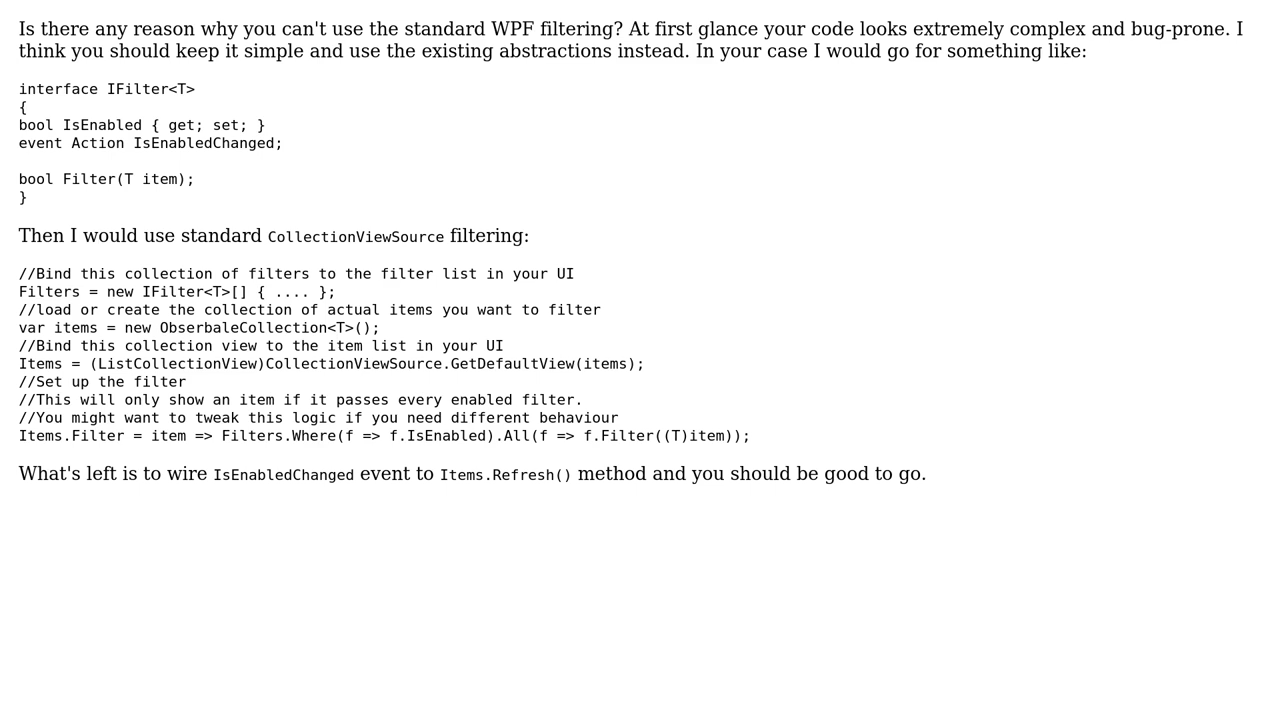 Is there any reason why you can't use the standard WPF filtering? At first glance your code looks extremely complex and bug-prone. I
think you should keep it simple and use the existing abstractions instead. In your case I would go for something like:
interface IFilter<T>
{
bool IsEnabled { get; set; }
event Action IsEnabledChanged;
bool Filter(T item);
}
Then I would use standard CollectionViewSource filtering:
//Bind this collection of filters to the filter list in your UI
Filters = new IFilter<T>[] { .... };
//load or create the collection of actual items you want to filter
var items = new ObserbaleCollection<T>();
//Bind this collection view to the item list in your UI
Items = (ListCollectionView)CollectionViewSource.GetDefaultView(items);
//Set up the filter
//This will only show an item if it passes every enabled filter.
//You might want to tweak this logic if you need different behaviour
Items.Filter = item => Filters.Where(f => f.IsEnabled).All(f => f.Filter((T)item));
What's left is to wire IsEnabledChanged event to Items.Refresh() method and you should be good to go.